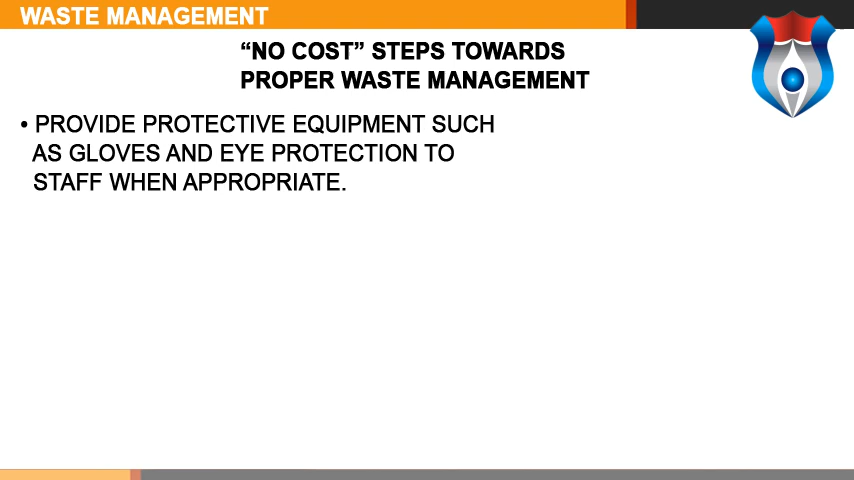 WASTE MANAGEMENT
“NO COST” STEPS TOWARDS
PROPER WASTE MANAGEMENT
• PROVIDE PROTECTIVE EQUIPMENT SUCH
AS GLOVES AND EYE PROTECTION TO
STAFF WHEN APPROPRIATE.